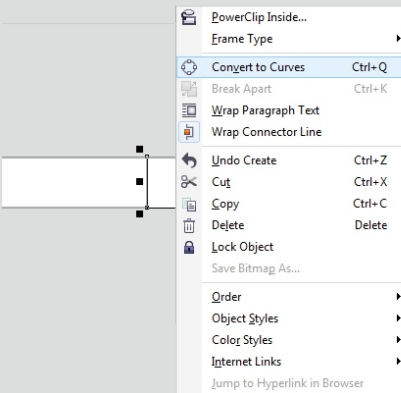 PowerClip Inside...
Frame Type
Convert to Curves Ctrl+Q
Break Apart Ctrl+K
Wrap Paragraph Text
Wrap Connector Line
Undo Create Ctrl+Z
Cut Ctrl+X
Copy Ctrl+C
Delete Delete
Lock Object
Save Bitmap As...
Order
Object Styles
Color Styles
Internet Links
Jump to Hyperlink in Browser